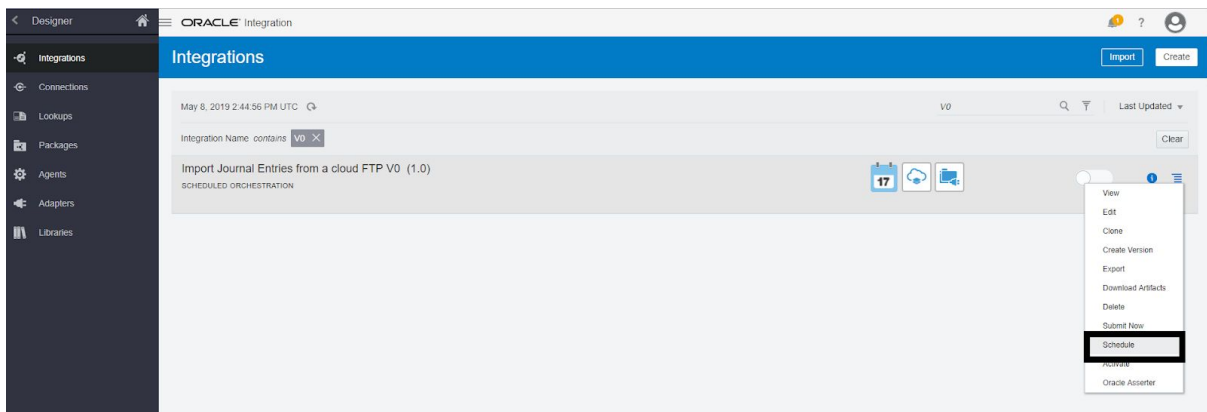 Designer
ORACLE Integration
1
?
Integrations
Integrations
Import
Create
Connections
Lookups
Packages
Agents
Adapters
Libraries
May 8, 2019 2:44:56 PM UTC
V0
Last Updated
Integration Name contains V0
Clear
Import Journal Entries from a cloud FTP V0 (1.0)
SCHEDULED ORCHESTRATION
17
View
Edit
Clone
Create Version
Export
Download Artifacts
Delete
Submit Now
Schedule
Activate
Oracle Asserter